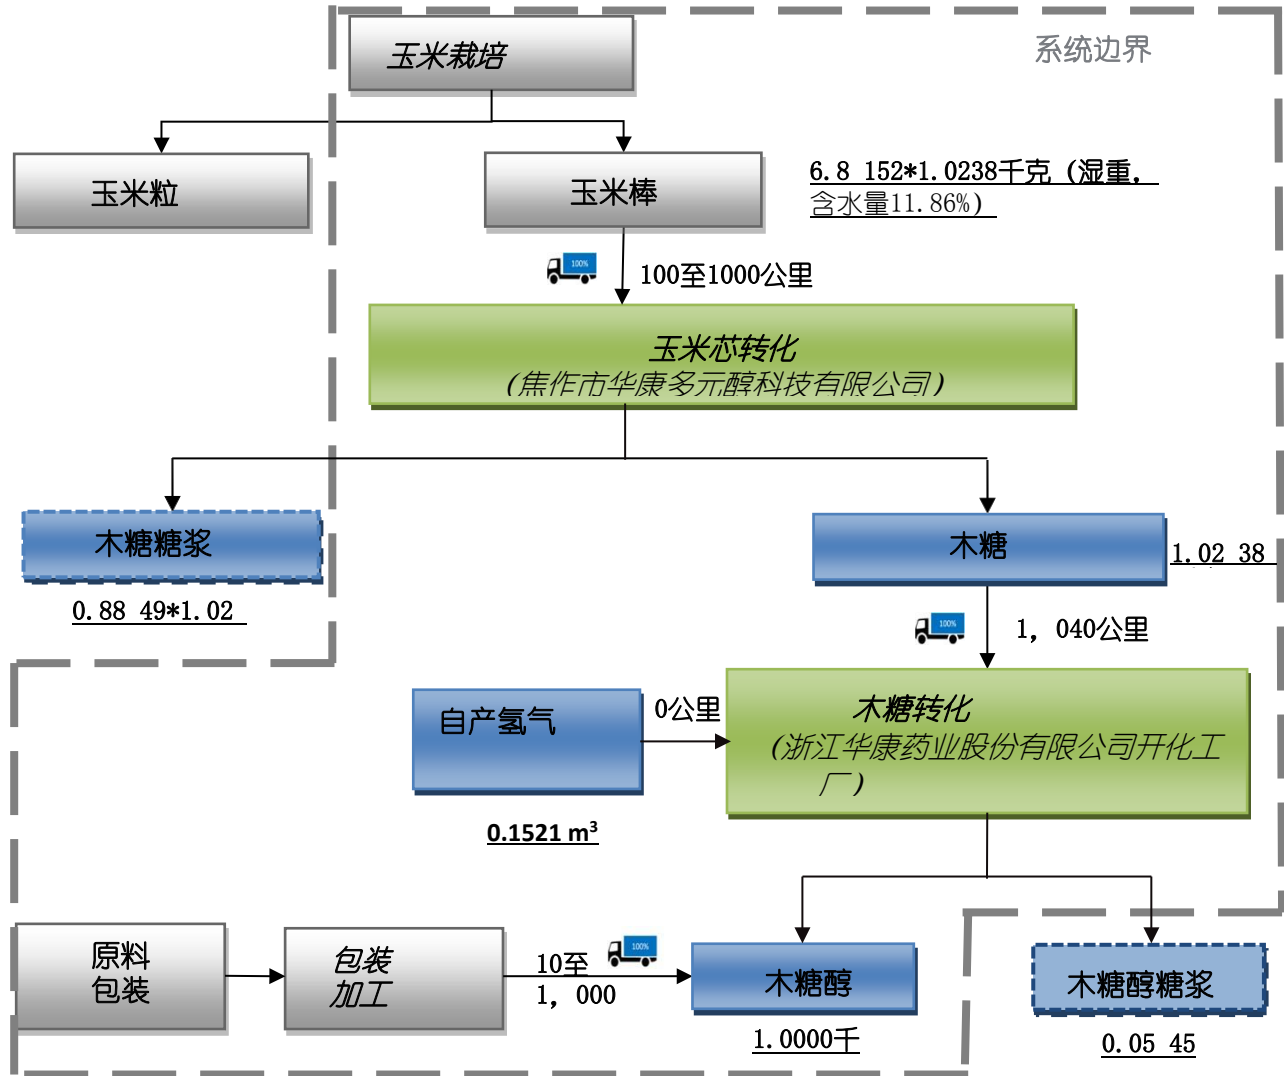 玉米栽培
系统边界
玉米粒
玉米棒
6.8 152*1.0238千克（湿重，
含水量11.86%）
100%
100至1000公里
玉米芯转化
（焦作市华康多元醇科技有限公司）
木糖糖浆
木糖
1.02 38
0.88 49*1.02
100%
1, 040公里
自产氢气
0公里
木糖转化
（浙江华康药业股份有限公司开化工
厂）
0.1521 m³
原料
包装
包装
加工
10至
1, 000
100%
木糖醇
木糖醇糖浆
1.0000千
0.05 45